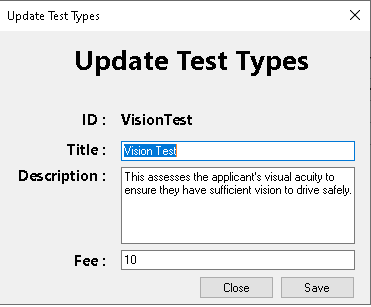 Update Test Types
Update Test Types
ID : VisionTest
Title : Vision Test
Description : This assesses the applicant's visual acuity to
ensure they have sufficient vision to drive safely.
Fee : 10
Close Save